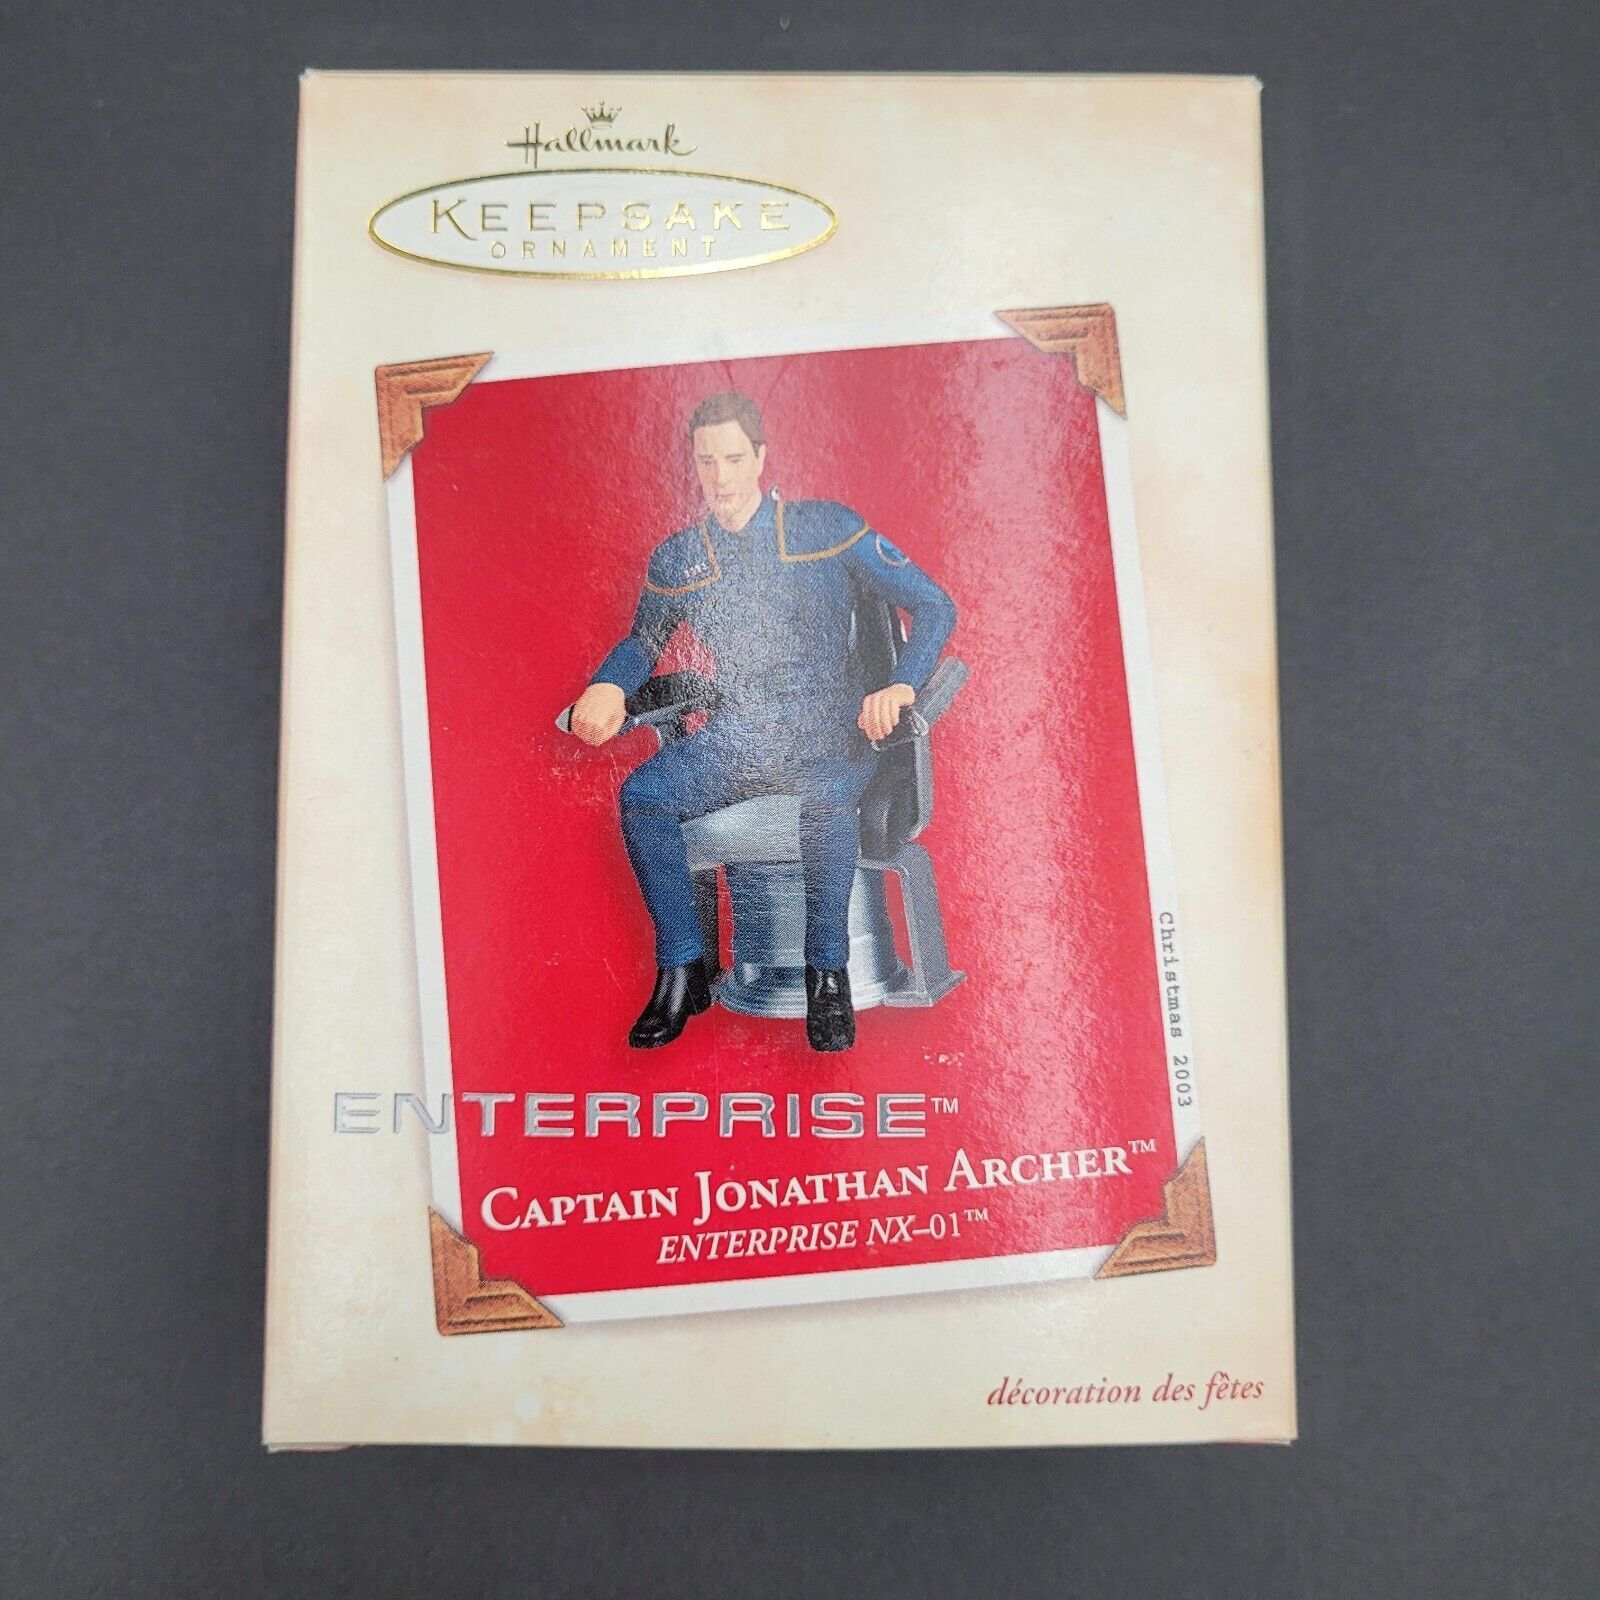 Hallmark
KEEPSAKE
ORNAMENT
Christmas 2003
ENTERPRISE™
CAPTAIN JONATHAN ARCHER™
ENTERPRISE NX–01™
décoration des fêtes